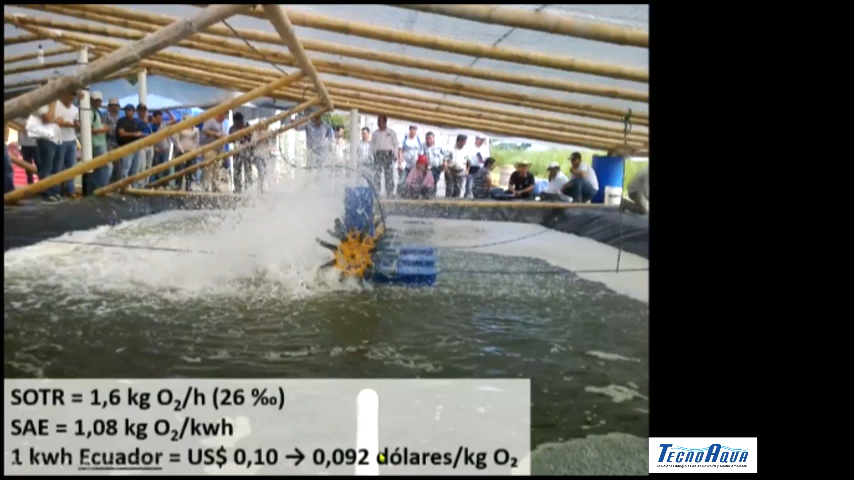 SOTR = 1,6 kg O₂/h (26 ‰)
SAE = 1,08 kg O₂/kwh
1 kwh Ecuador = US$ 0,10 → 0,092 dólares/kg O₂
TECNOAQUA